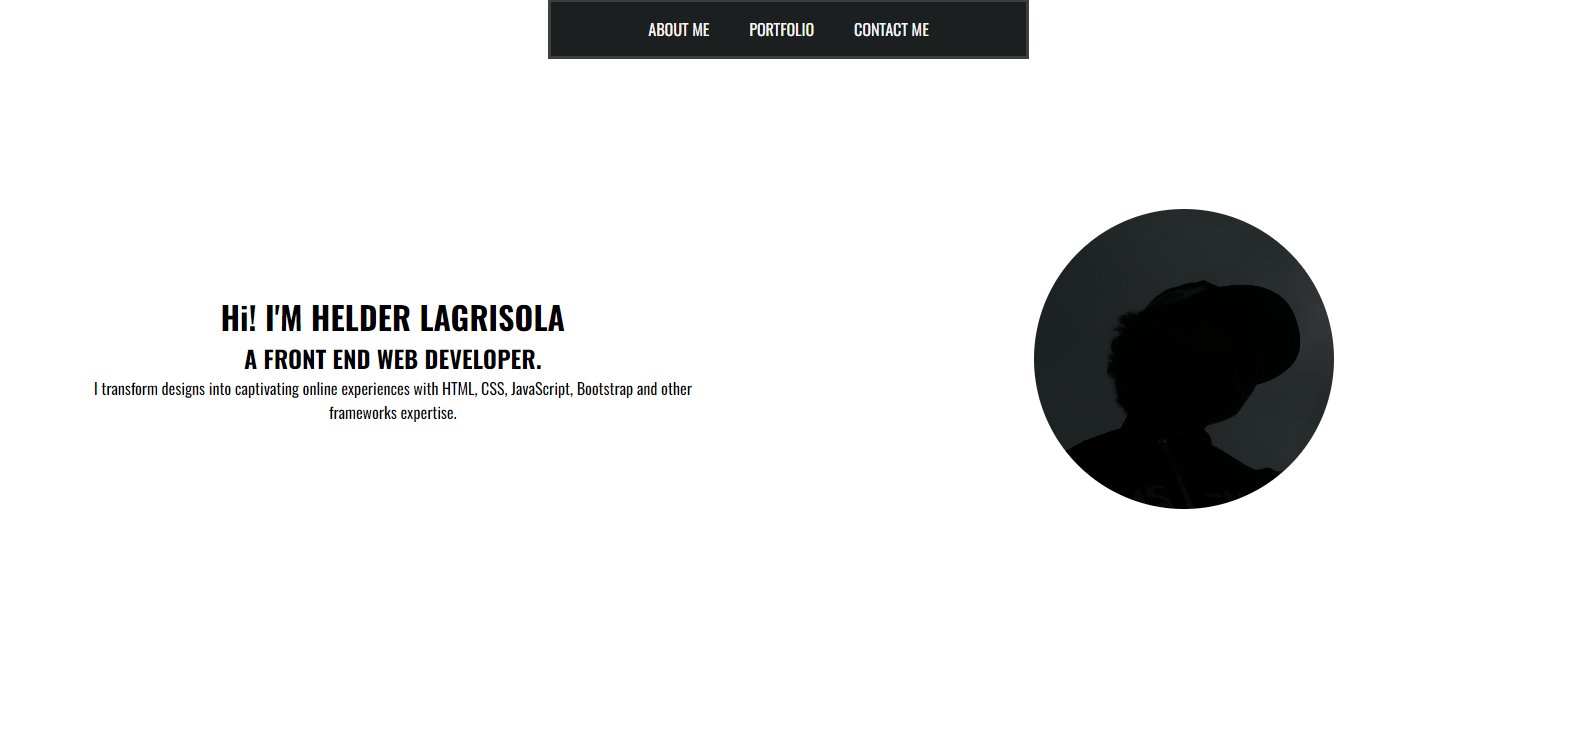 ABOUT ME PORTFOLIO CONTACT ME
Hi! I'M HELDER LAGRISOLA
A FRONT END WEB DEVELOPER.
I transform designs into captivating online experiences with HTML, CSS, JavaScript, Bootstrap and other
frameworks expertise.